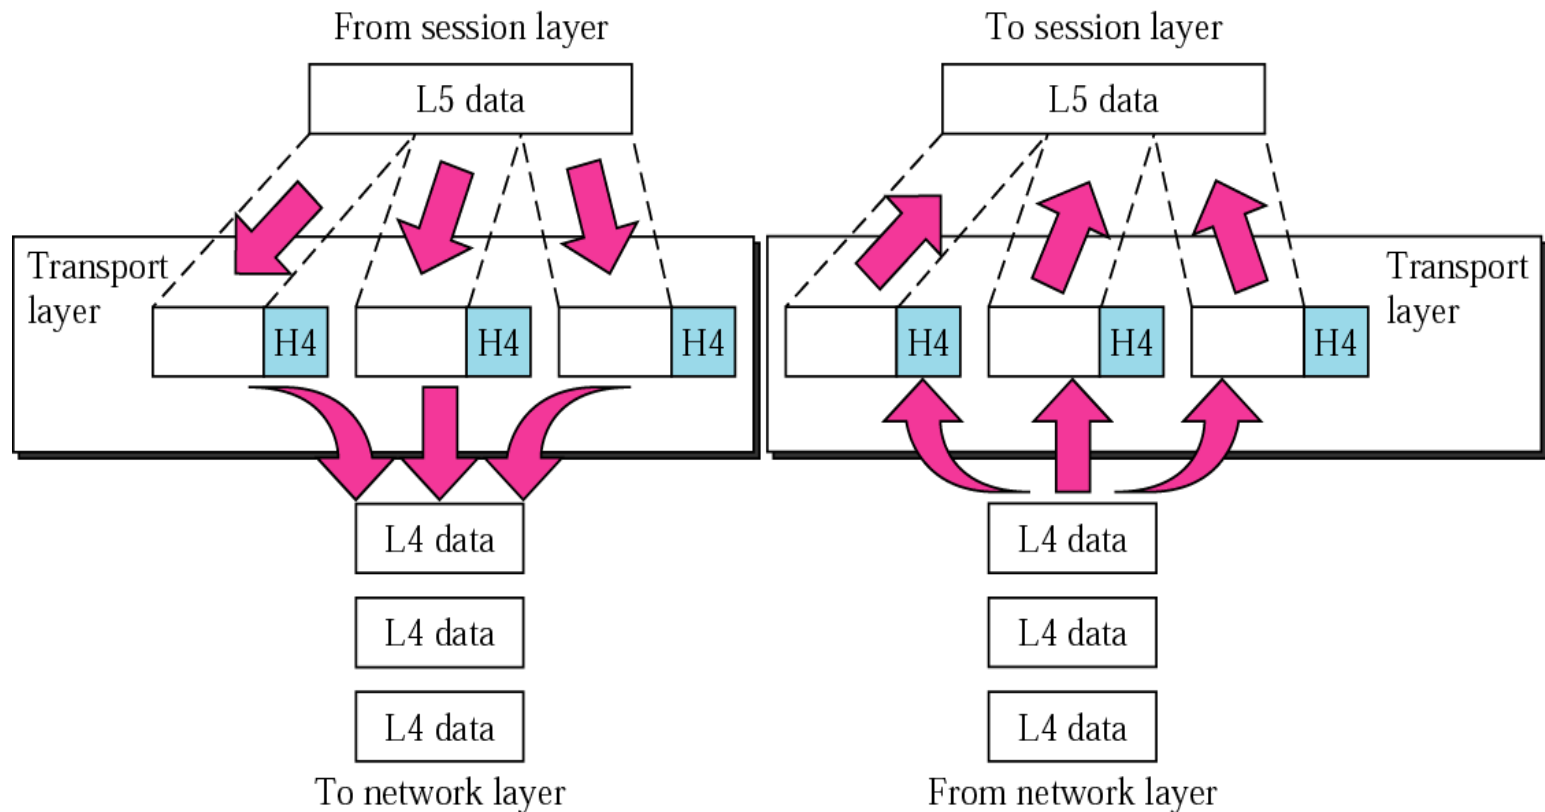 From session layer
L5 data
Transport
layer
H4
H4
H4
L4 data
L4 data
L4 data
To network layer
To session layer
L5 data
Transport
layer
H4
H4
H4
L4 data
L4 data
L4 data
From network layer